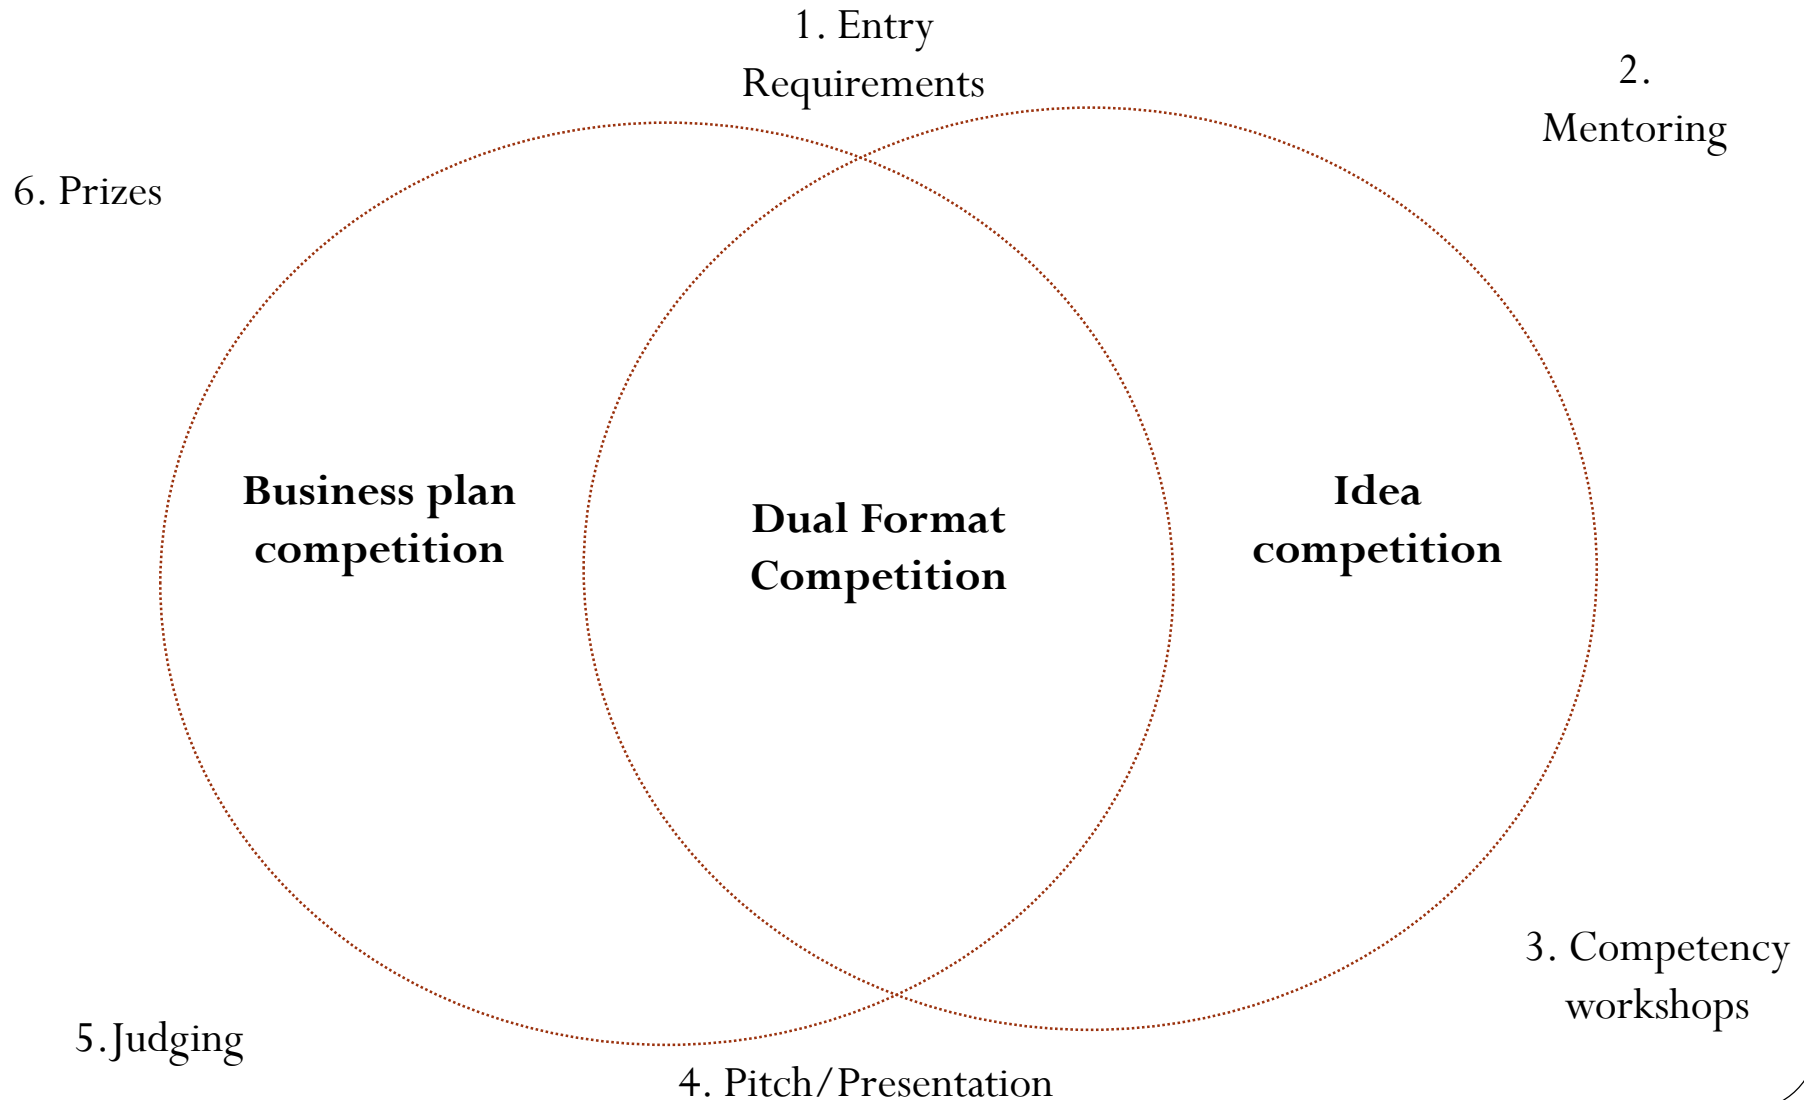 1. Entry
Requirements
2.
Mentoring
6. Prizes
Business plan
competition
Dual Format
Competition
Idea
competition
3. Competency
workshops
5.Judging
4. Pitch/Presentation